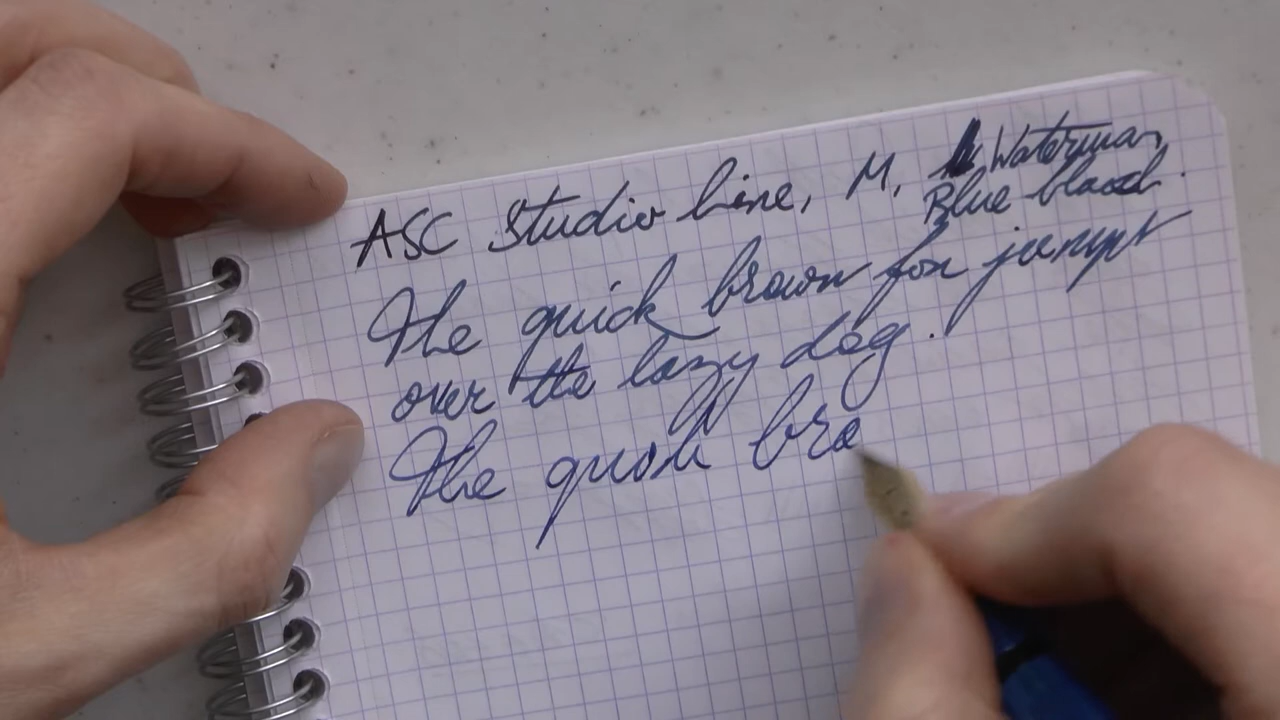 ASC Studio Line, M, Waterman
Blue black.
The quick brown fox jumps
over the lazy dog.
The quick bro